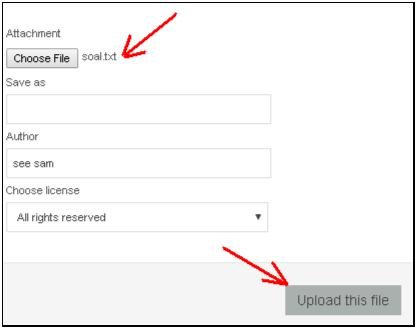 Attachment
Choose File soal.txt
Save as
Author
see sam
Choose license
All rights reserved
Upload this file